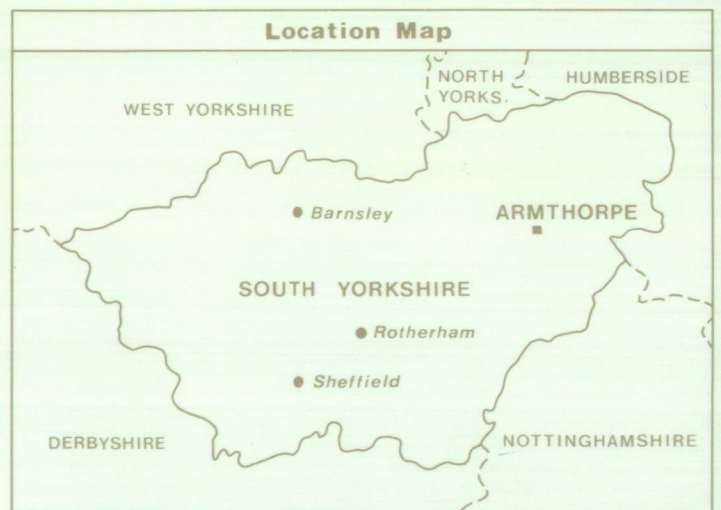 Location Map
NORTH
YORKS.
HUMBERSIDE
WEST YORKSHIRE
Barnsley
ARMTHORPE
SOUTH YORKSHIRE
Rotherham
Sheffield
DERBYSHIRE
NOTTINGHAMSHIRE